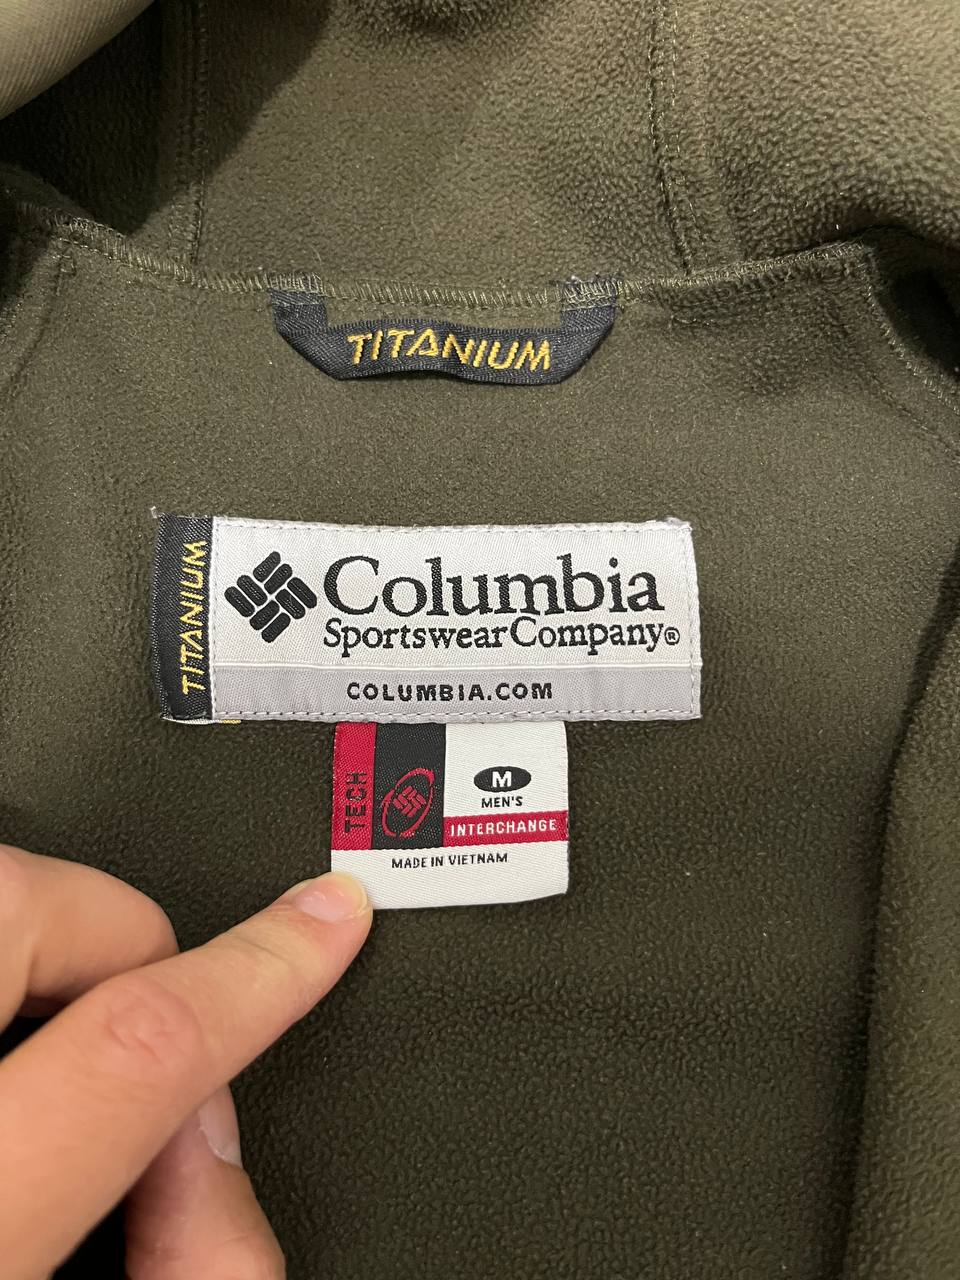 TITANIUM
TITANIUM
Columbia
Sportswear Company®
COLUMBIA.COM
TECH
M
MEN'S
INTERCHANGE
MADE IN VIETNAM